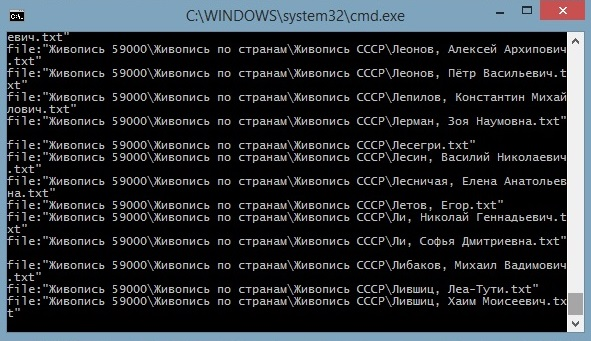 C:\WINDOWS\system32\cmd.exe
евич.txt"
file:"Живопись 59000\Живопись по странам\Живопись СССР\Леонов, Алексей Архипович
.txt"
file:"Живопись 59000\Живопись по странам\Живопись СССР\Леонов, Пётр Васильевич.t
xt"
file:"Живопись 59000\Живопись по странам\Живопись СССР\Лепилов, Константин Михай
лович.txt"
file:"Живопись 59000\Живопись по странам\Живопись СССР\Лерман, Зоя Наумовна.txt"
file:"Живопись 59000\Живопись по странам\Живопись СССР\Лесегри.txt"
file:"Живопись 59000\Живопись по странам\Живопись СССР\Лесин, Василий Николаевич
.txt"
file:"Живопись 59000\Живопись по странам\Живопись СССР\Лесничая, Елена Анатольев
на.txt"
file:"Живопись 59000\Живопись по странам\Живопись СССР\Летов, Егор.txt"
file:"Живопись 59000\Живопись по странам\Живопись СССР\Ли, Николай Геннадьевич.t
xt"
file:"Живопись 59000\Живопись по странам\Живопись СССР\Ли, Софья Дмитриевна.txt"
file:"Живопись 59000\Живопись по странам\Живопись СССР\Либаков, Михаил Вадимович
.txt"
file:"Живопись 59000\Живопись по странам\Живопись СССР\Лившиц, Леа-Тути.txt"
file:"Живопись 59000\Живопись по странам\Живопись СССР\Лившиц, Хаим Моисеевич.tx
t"